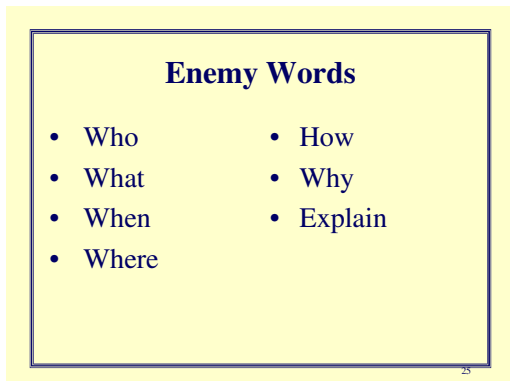 Enemy Words
• Who
• What
• When
• Where
• How
• Why
• Explain
25